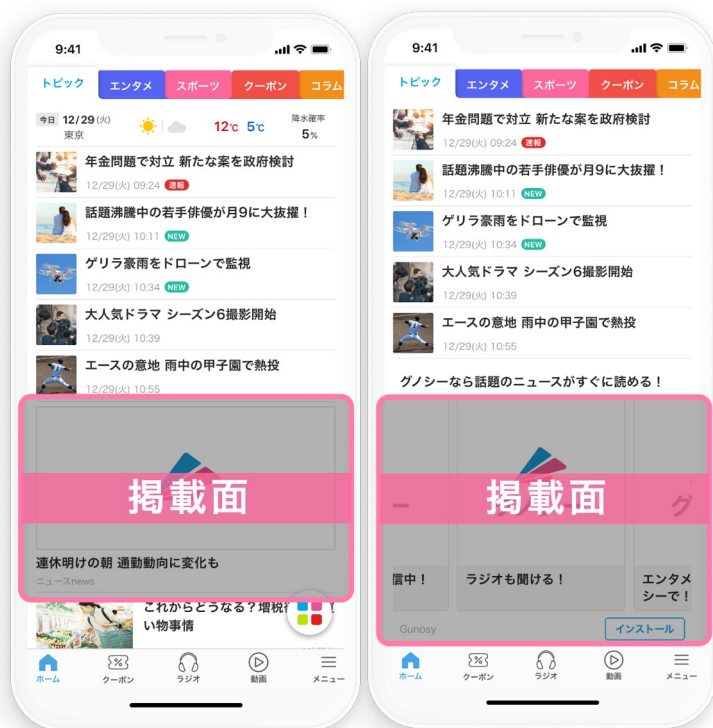 9:41
トピック
エンタメ
スポーツ
クーポン
コラム
今日 12/29(火)
東京
12℃ 5℃
降水確率
5%
年金問題で対立 新たな案を政府検討
12/29(火) 09:24 速報
話題沸騰中の若手俳優が月9に大抜擢！
12/29(火) 10:11 NEW
ゲリラ豪雨をドローンで監視
12/29(火) 10:34 NEW
大人気ドラマ シーズン6撮影開始
12/29(火) 10:39
エースの意地 雨中の甲子園で熱投
12/29(火) 10:55
掲載面
連休明けの朝 通勤動向に変化も
ニュースnews
これからどうなる？増税
い物事情
ホーム
クーポン
ラジオ
動画
メニュー
9:41
トピック
エンタメ
スポーツ
クーポン
コラム
年金問題で対立 新たな案を政府検討
12/29(火) 09:24 速報
話題沸騰中の若手俳優が月9に大抜擢！
12/29(火) 10:11 NEW
ゲリラ豪雨をドローンで監視
12/29(火) 10:34 NEW
大人気ドラマ シーズン6撮影開始
12/29(火) 10:39
エースの意地 雨中の甲子園で熱投
12/29(火) 10:55
グノシーなら話題のニュースがすぐに読める！
掲載面
信中！
ラジオも聞ける！
エンタメ
シーで！
Gunosy
インストール
ホーム
クーポン
ラジオ
動画
メニュー